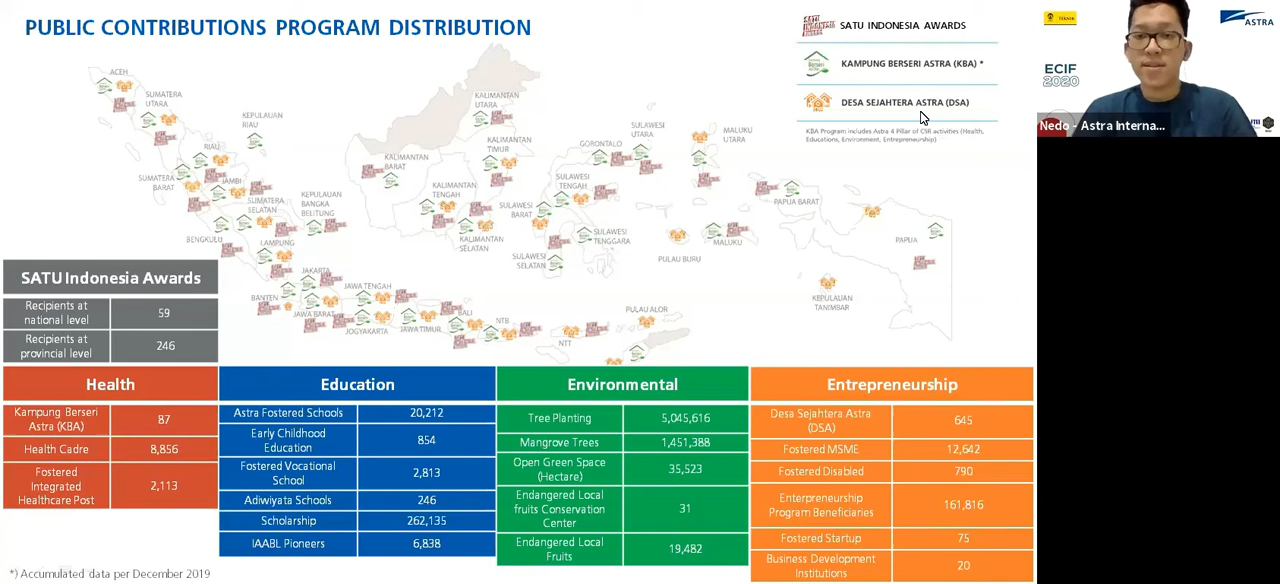 PUBLIC CONTRIBUTIONS PROGRAM DISTRIBUTION
SATU INDONESIA AWARDS
KAMPUNG BERSERI ASTRA (KBA) *
DESA SEJAHTERA ASTRA (DSA)
KBA Program includes Astra 4 Pillar of CSR activities (Health,
Educations, Environment, Entrepreneurship)
TEKNIK
ASTRA
ECIF
2020
Nedo - Astra Interna...
ACEH
SUMATERA
UTARA
KEPULAUAN
RIAU
RIAU
SUMATERA
BARAT
JAMBI
SUMATERA
SELATAN
KEPULAUAN
BANGKA
BELITUNG
BENGKULU
LAMPUNG
JAKARTA
BANTEN
JAWA BARAT
JAWA TENGAH
JOGYAKARTA
JAWA TIMUR
BALI
NTB
NTT
PULAU ALOR
KALIMANTAN
UTARA
KALIMANTAN
TIMUR
KALIMANTAN
BARAT
KALIMANTAN
TENGAH
KALIMANTAN
SELATAN
GORONTALO
SULAWESI
UTARA
SULAWESI
TENGAH
SULAWESI
BARAT
SULAWESI
TENGGARA
SULAWESI
SELATAN
MALUKU
UTARA
PULAU BURU
MALUKU
PAPUA BARAT
PAPUA
KEPULAUAN
TANIMBAR
SATU Indonesia Awards
Recipients at
national level
59
Recipients at
provincial level
246
Health
Kampung Berseri
Astra (KBA)
87
Health Cadre
8,856
Fostered
Integrated
Healthcare Post
2,113
Education
Astra Fostered Schools
20,212
Early Childhood
Education
854
Fostered Vocational
School
2,813
Adiwiyata Schools
246
Scholarship
262,135
IAABL Pioneers
6,838
Environmental
Tree Planting
5,045,616
Mangrove Trees
1,451,388
Open Green Space
(Hectare)
35,523
Endangered Local
fruits Conservation
Center
31
Endangered Local
Fruits
19,482
Entrepreneurship
Desa Sejahtera Astra
(DSA)
645
Fostered MSME
12,642
Fostered Disabled
790
Enterpreneurship
Program Beneficiaries
161,816
Fostered Startup
75
Business Development
Institutions
20
*) Accumulated data per December 2019